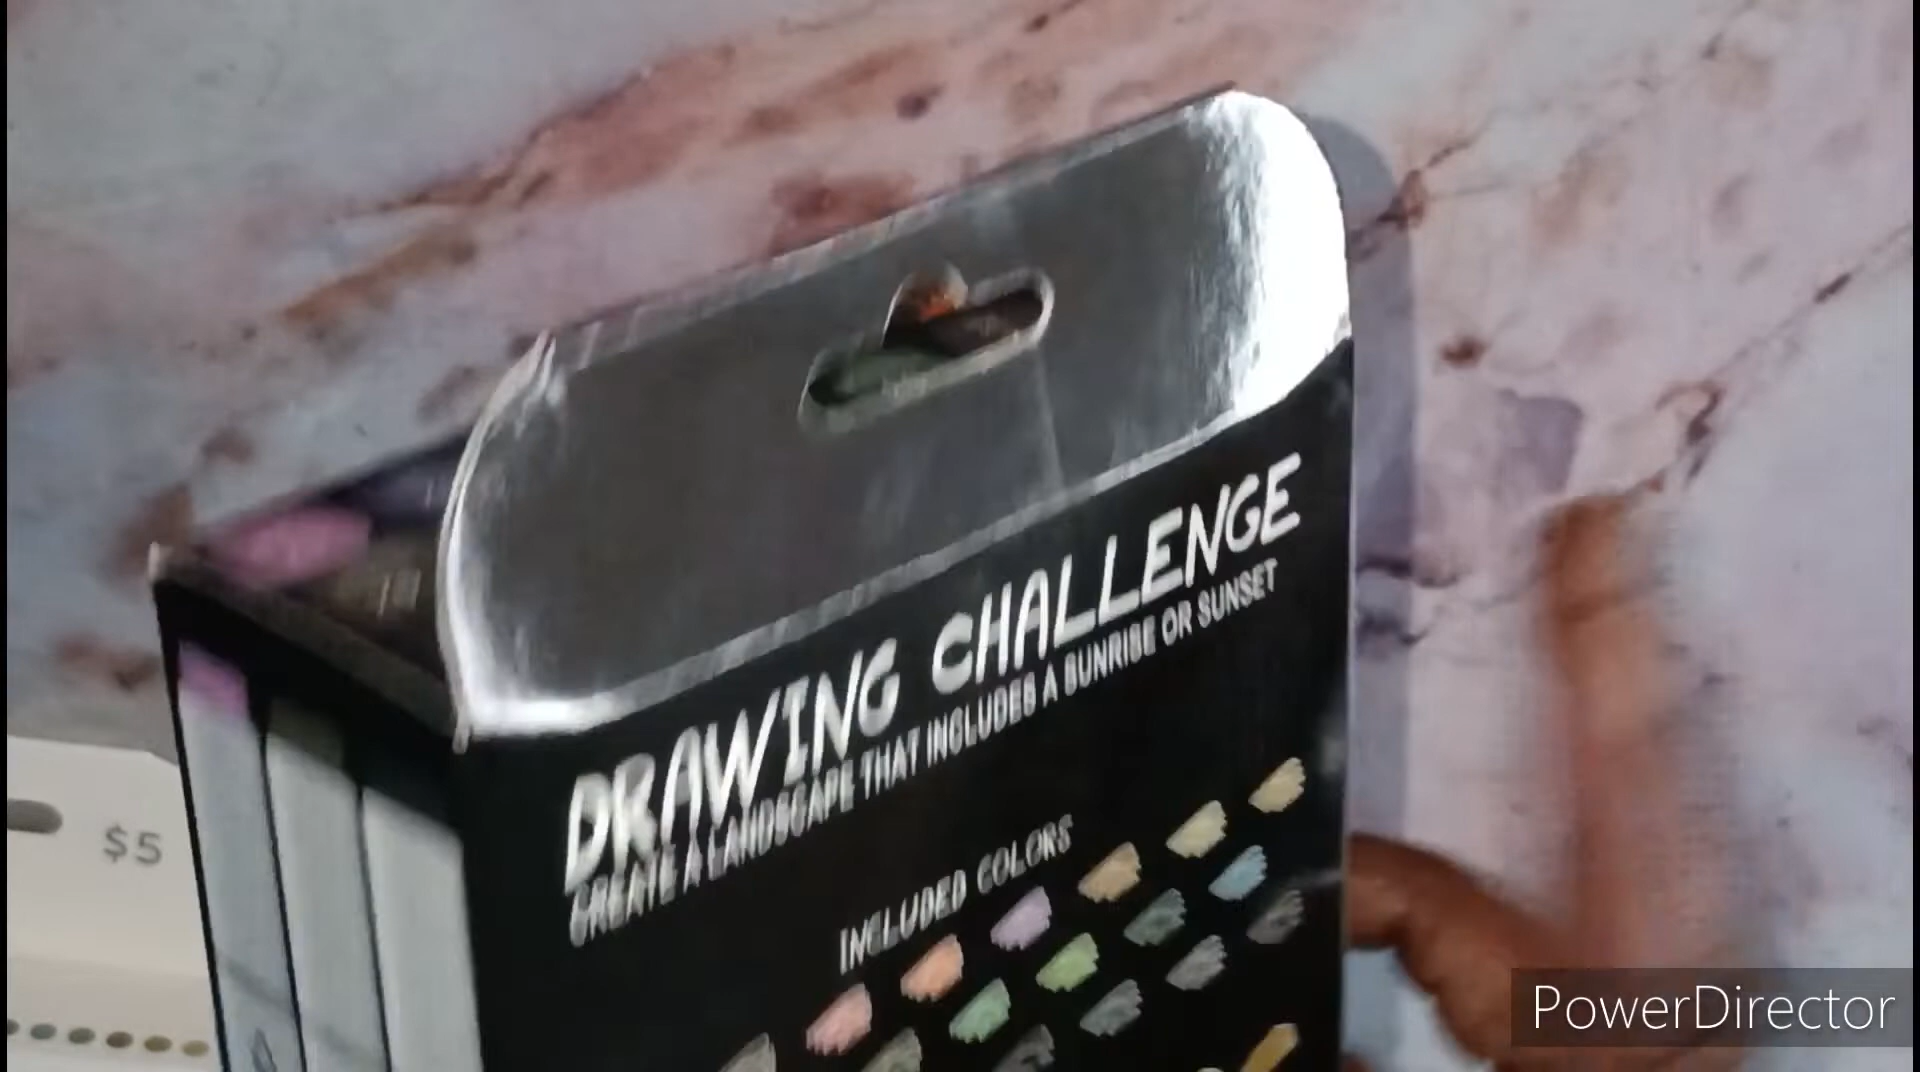 DRAWING CHALLENGE
CREATE A LANDSCAPE THAT INCLUDES A SUNRISE OR SUNSET
INCLUDED COLORS
$5
PowerDirector